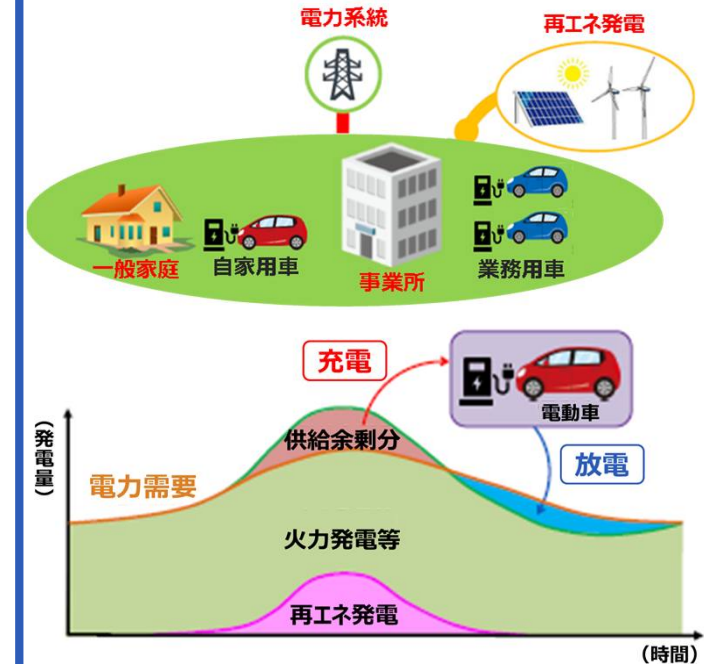 電力系統
再エネ発電
一般家庭
自家用車
事業所
業務用車
充電
電動車
放電
(発電量)
供給余剰分
電力需要
火力発電等
再エネ発電
(時間)